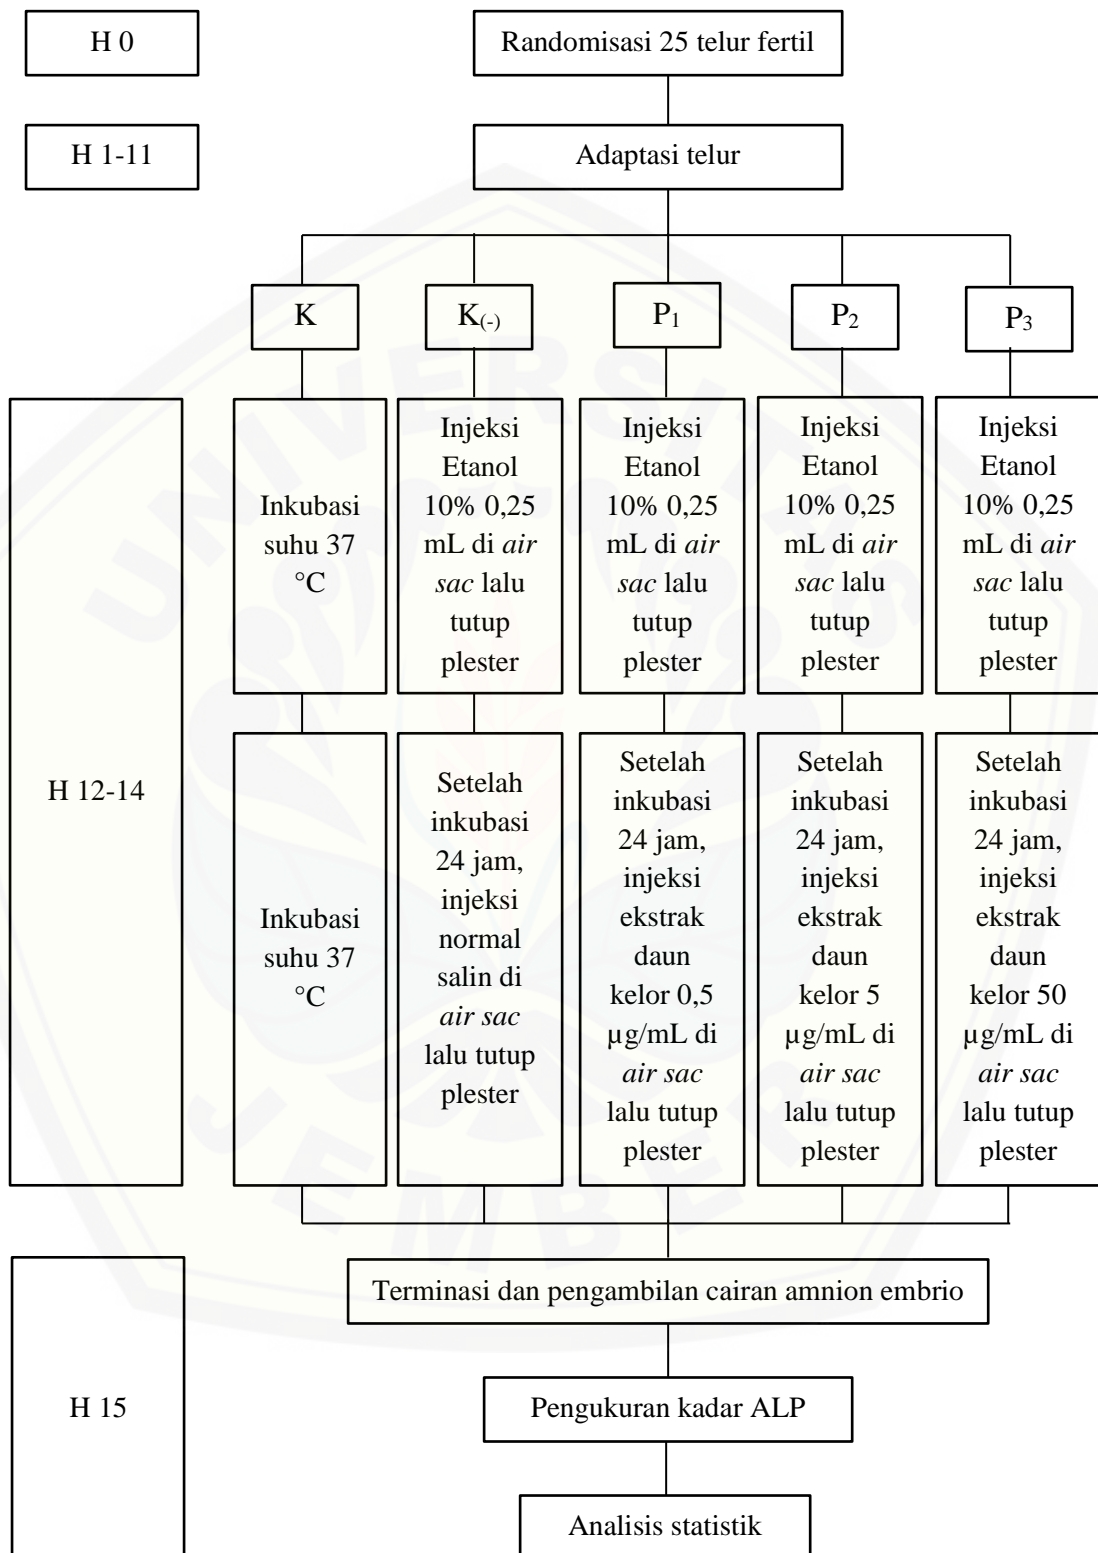 H 0
Randomisasi 25 telur fertil
H 1-11
Adaptasi telur
K
K(-)
P1
P2
P3
H 12-14
Inkubasi
suhu 37
°C
Injeksi
Etanol
10% 0,25
mL di air
sac lalu
tutup
plester
Injeksi
Etanol
10% 0,25
mL di air
sac lalu
tutup
plester
Injeksi
Etanol
10% 0,25
mL di air
sac lalu
tutup
plester
Injeksi
Etanol
10% 0,25
mL di air
sac lalu
tutup
plester
Inkubasi
suhu 37
°C
Setelah
inkubasi
24 jam,
injeksi
normal
salin di
air sac
lalu tutup
plester
Setelah
inkubasi
24 jam,
injeksi
ekstrak
daun
kelor 0,5
µg/mL di
air sac
lalu tutup
plester
Setelah
inkubasi
24 jam,
injeksi
ekstrak
daun
kelor 5
µg/mL di
air sac
lalu tutup
plester
Setelah
inkubasi
24 jam,
injeksi
ekstrak
daun
kelor 50
µg/mL di
air sac
lalu tutup
plester
H 15
Terminasi dan pengambilan cairan amnion embrio
Pengukuran kadar ALP
Analisis statistik
UNIVERSITAS
JEMBER